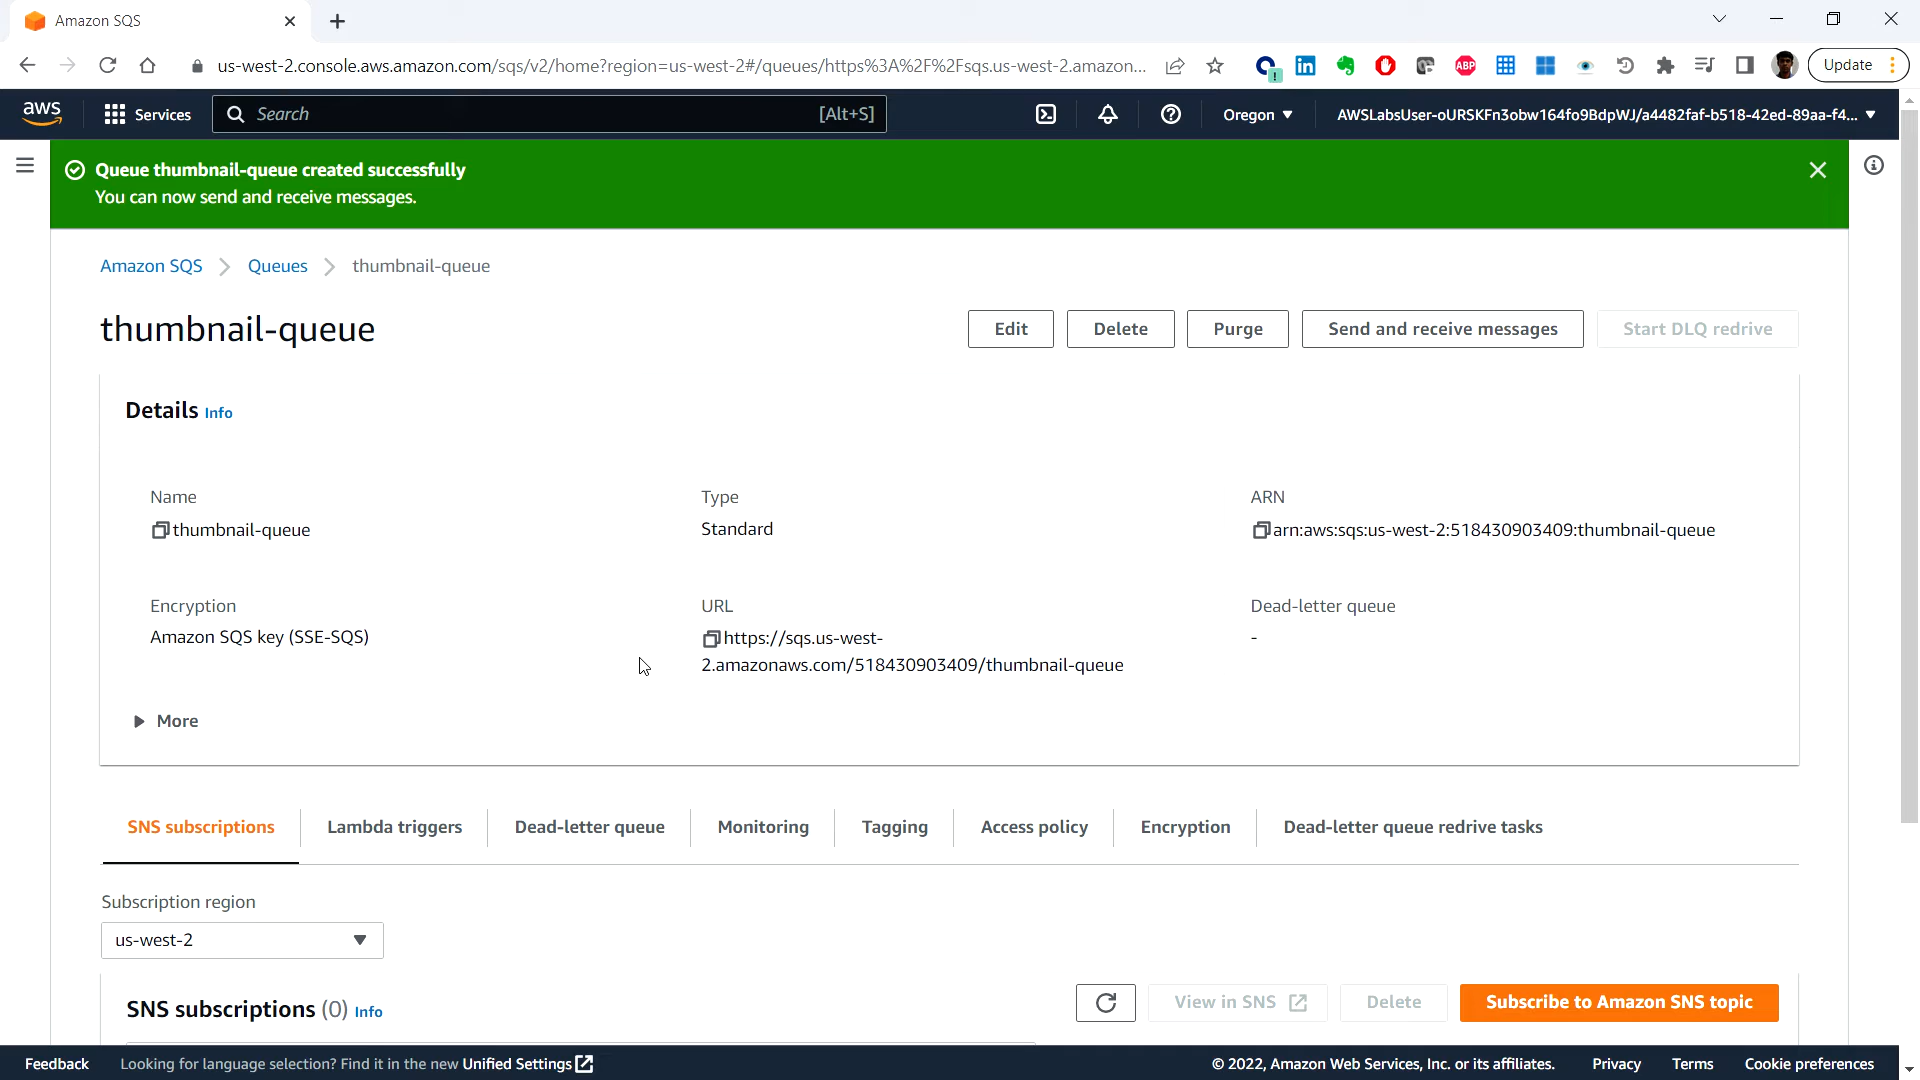 Amazon SQS
us-west-2.console.aws.amazon.com/sqs/v2/home?region=us-west-2#/queues/https%3A%2F%2Fsqs.us-west-2.amazon...
ABP
Update
aws
Services
Search
[Alt+S]
Oregon
AWSLabsUser-oURSKFn3obw164fo9BdpWJ/a4482faf-b518-42ed-89aa-f4...
Queue thumbnail-queue created successfully
You can now send and receive messages.
Amazon SQS
Queues
thumbnail-queue
thumbnail-queue
Edit
Delete
Purge
Send and receive messages
Start DLQ redrive
Details Info
Name
Type
ARN
thumbnail-queue
Standard
arn:aws:sqs:us-west-2:518430903409:thumbnail-queue
Encryption
URL
Dead-letter queue
Amazon SQS key (SSE-SQS)
https://sqs.us-west-
2.amazonaws.com/518430903409/thumbnail-queue
-
More
SNS subscriptions
Lambda triggers
Dead-letter queue
Monitoring
Tagging
Access policy
Encryption
Dead-letter queue redrive tasks
Subscription region
us-west-2
SNS subscriptions (0) Info
View in SNS
Delete
Subscribe to Amazon SNS topic
Feedback
Looking for language selection? Find it in the new Unified Settings
© 2022, Amazon Web Services, Inc. or its affiliates.
Privacy
Terms
Cookie preferences